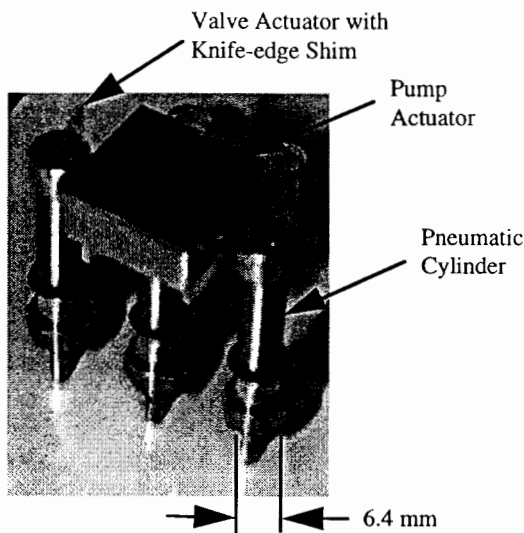 Valve Actuator with
Knife-edge Shim
Pump
Actuator
Pneumatic
Cylinder
6.4 mm